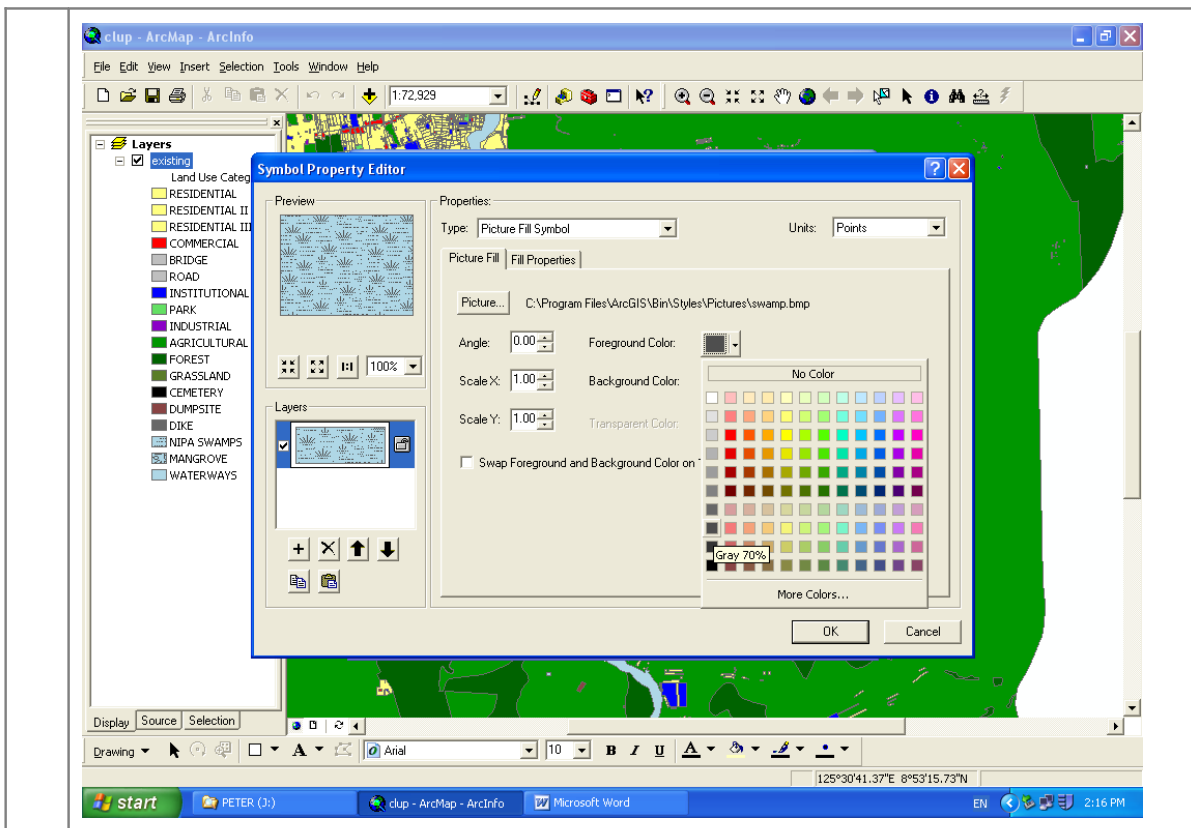 clup - ArcMap - ArcInfo
File Edit View Insert Selection Tools Window Help
1:72,929
Layers
existing
Land Use Categ
RESIDENTIAL
RESIDENTIAL II
RESIDENTIAL III
COMMERCIAL
BRIDGE
ROAD
INSTITUTIONAL
PARK
INDUSTRIAL
AGRICULTURAL
FOREST
GRASSLAND
CEMETERY
DUMPSITE
DIKE
NIPA SWAMPS
MANGROVE
WATERWAYS
Symbol Property Editor
Preview
1:1 100%
Layers
Properties:
Type: Picture Fill Symbol Units: Points
Picture Fill Fill Properties
Picture... C:\Program Files\ArcGIS\Bin\Styles\Pictures\swamp.bmp
Angle: 0.00 Foreground Color:
Scale X: 1.00 Background Color:
Scale Y: 1.00 Transparent Color:
Swap Foreground and Background Color on
No Color
Gray 70%
More Colors...
OK Cancel
Display Source Selection
Drawing A Arial 10 B I U A
125°30'41.37"E 8°53'15.73"N
start PETER (J:) clup - ArcMap - ArcInfo Microsoft Word EN 2:16 PM